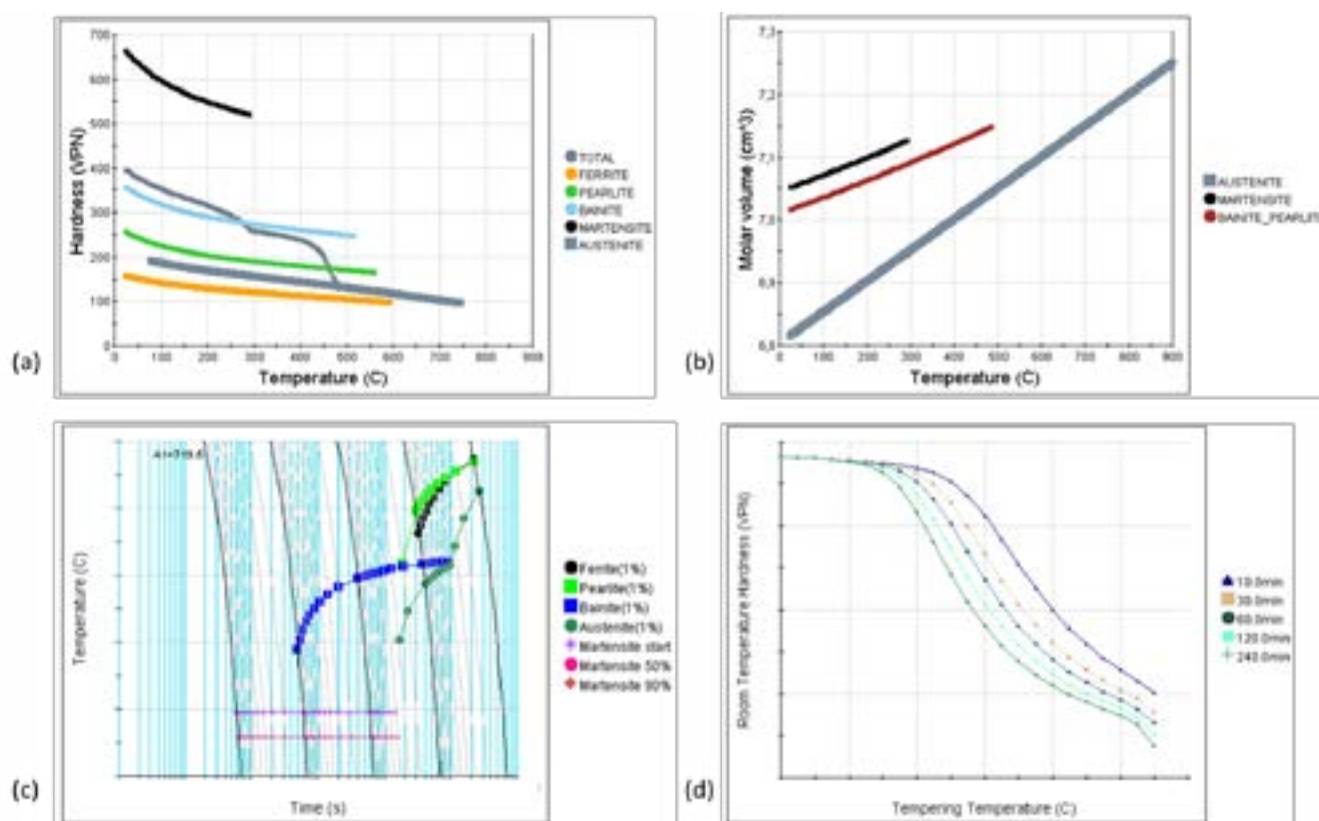 (a)
700
600
500
400
300
200
100
0
0 100 200 300 400 500 600 700 800 900
Hardness (VPN)
Temperature (C)
TOTAL
FERRITE
PEARLITE
BAINITE
MARTENSITE
AUSTENITE
(b)
7,3
7,2
7,1
7,0
6,9
6,8
0 100 200 300 400 500 600 700 800 900
Molar volume (cm^3)
Temperature (C)
AUSTENITE
MARTENSITE
BAINITE_PEARLITE
(c)
Temperature (C)
Time (s)
Ferrite(1%)
Pearlite(1%)
Bainite(1%)
Austenite(1%)
Martensite start
Martensite 50%
Martensite 90%
(d)
Room Temperature Hardness (VPN)
Tempering Temperature (C)
10.0min
30.0min
60.0min
120.0min
240.0min